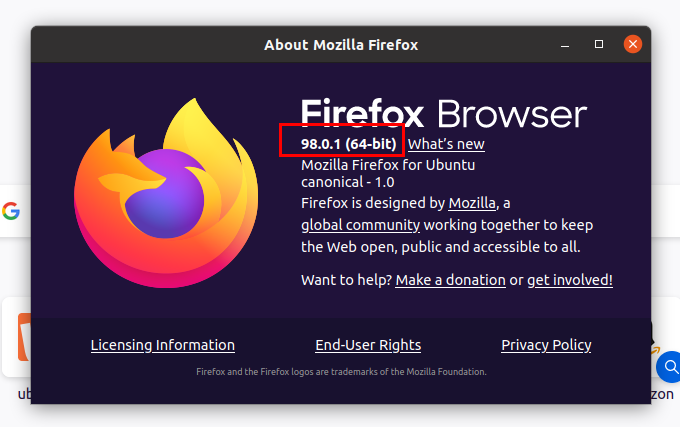 About Mozilla Firefox
Firefox Browser
98.0.1 (64-bit) What's new
Mozilla Firefox for Ubuntu
canonical - 1.0
Firefox is designed by Mozilla, a
global community working together to keep
the Web open, public and accessible to all.
Want to help? Make a donation or get involved!
Licensing Information End-User Rights Privacy Policy
Firefox and the Firefox logos are trademarks of the Mozilla Foundation.